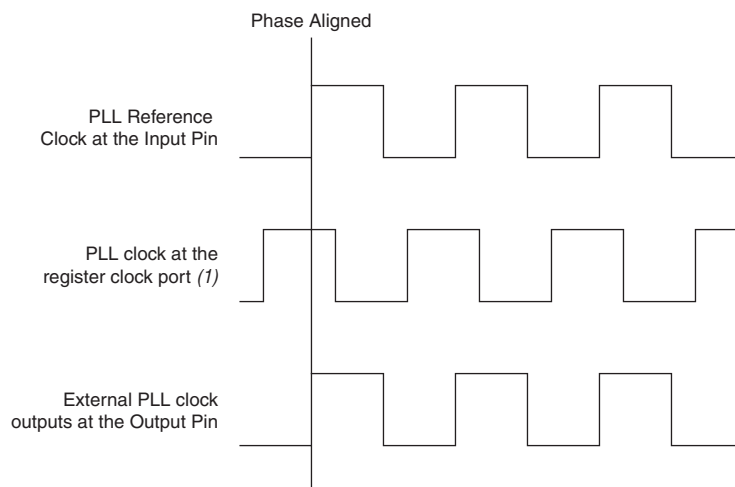 Phase Aligned
PLL Reference
Clock at the Input Pin
PLL clock at the
register clock port (1)
External PLL clock
outputs at the Output Pin